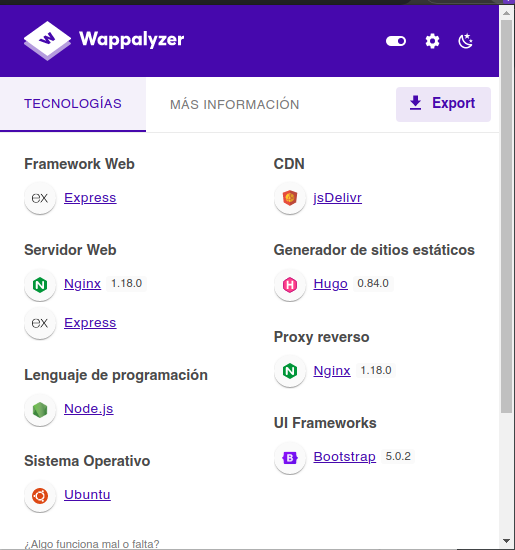 Wappalyzer
TECNOLOGÍAS
MÁS INFORMACIÓN
Export
Framework Web
Express
Servidor Web
Nginx 1.18.0
Express
Lenguaje de programación
Node.js
Sistema Operativo
Ubuntu
CDN
jsDelivr
Generador de sitios estáticos
Hugo 0.84.0
Proxy reverso
Nginx 1.18.0
UI Frameworks
Bootstrap 5.0.2
¿Algo funciona mal o falta?